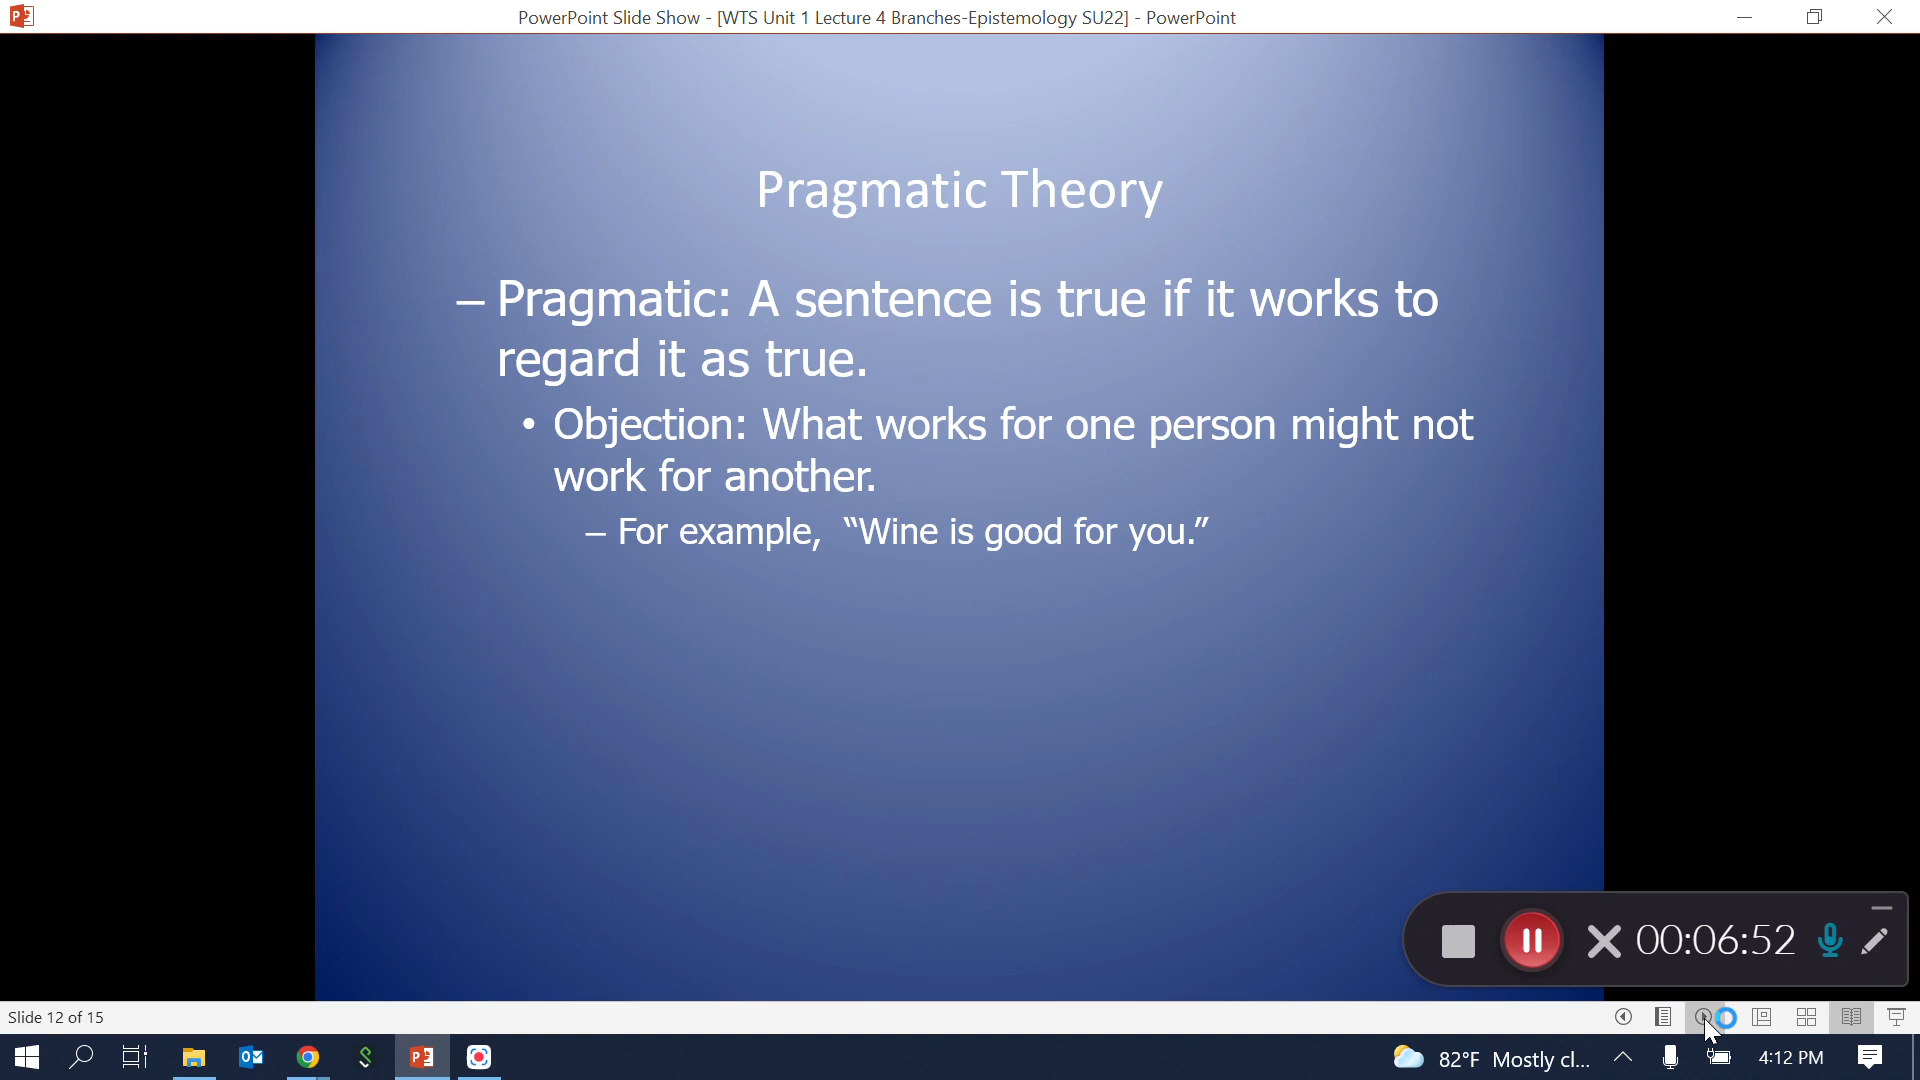 PowerPoint Slide Show - [WTS Unit 1 Lecture 4 Branches-Epistemology SU22] - PowerPoint
Pragmatic Theory
– Pragmatic: A sentence is true if it works to
regard it as true.
• Objection: What works for one person might not
work for another.
– For example, “Wine is good for you.”
00:06:52
Slide 12 of 15
82°F Mostly cl...
4:12 PM